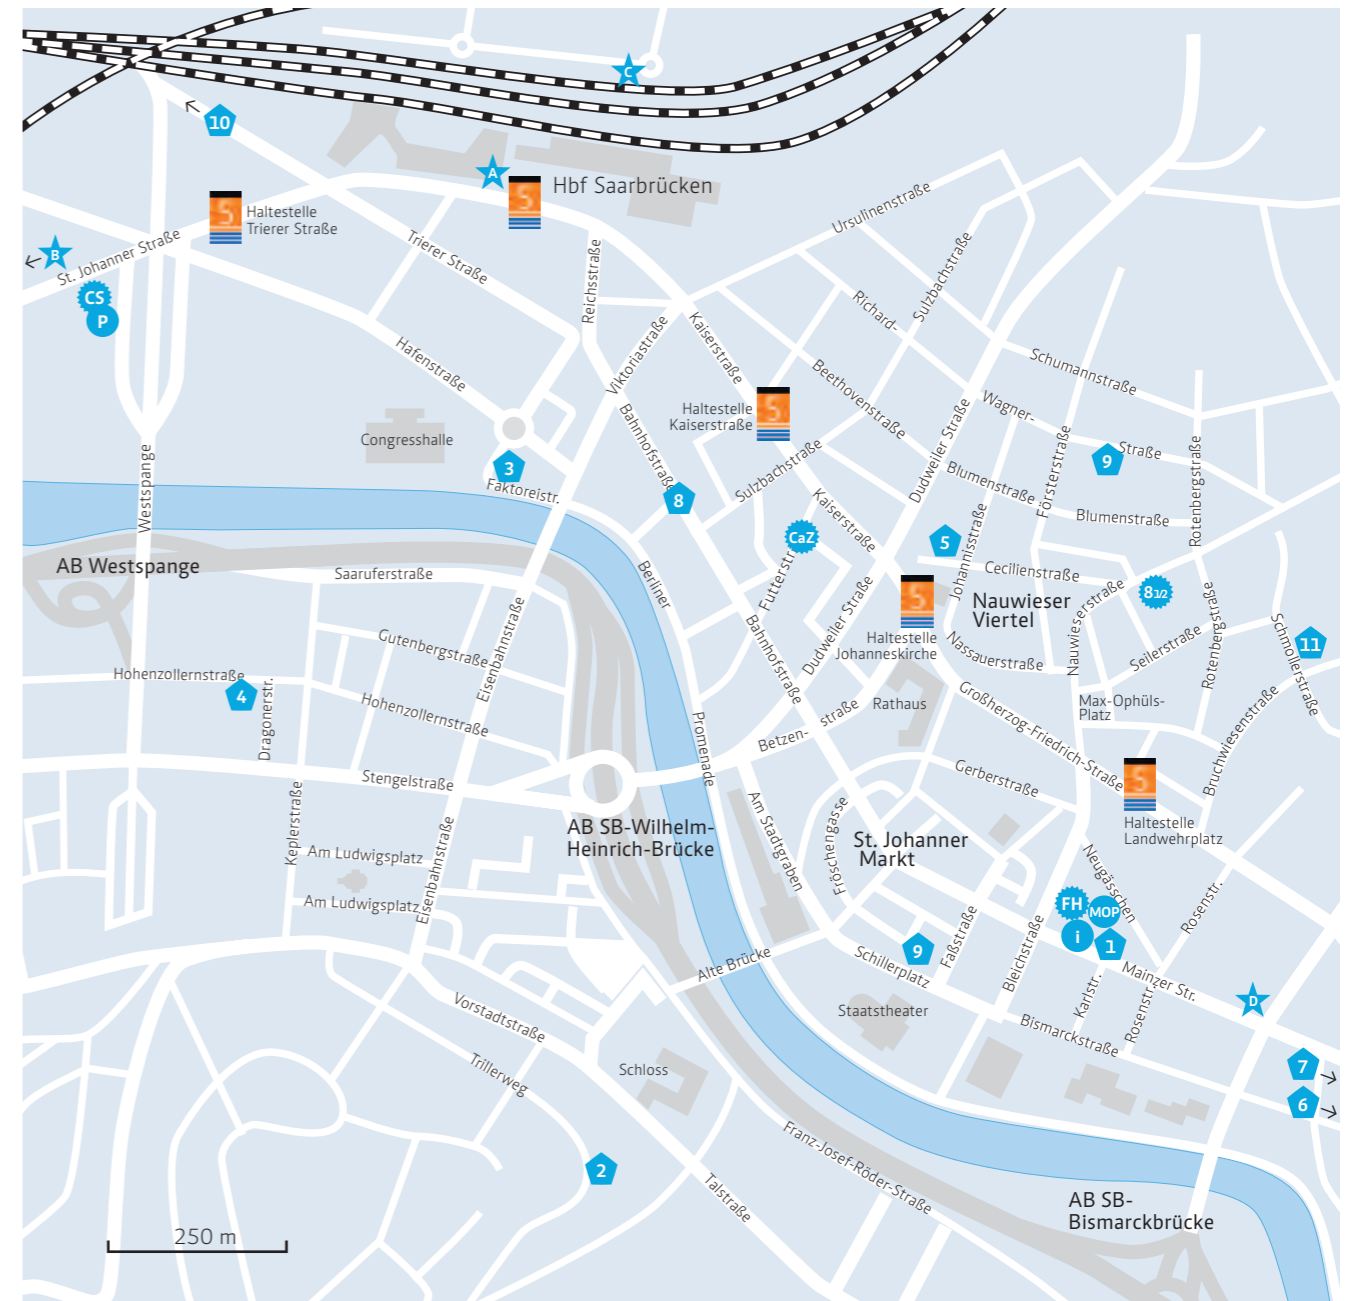 C
10
A
S
Hbf Saarbrücken
S
Haltestelle
Trierer Straße
Ursulinenstraße
B
St. Johanner Straße
Trierer Straße
Reichsstraße
Sulzbachstraße
CS
P
Richard-
Kaiserstraße
Viktoriastraße
Hafenstraße
Schumannstraße
Beethovenstraße
Haltestelle
Kaiserstraße
S
Wagner-
Straße
Congresshalle
Bahnhofstraße
Dudweiler Straße
Försterstraße
9
Rotenbergstraße
3
Faktoreistr.
8
Sulzbachstraße
Blumenstraße
Blumenstraße
Westspange
Kaiserstraße
Johannisstraße
CaZ
5
AB Westspange
Saaruferstraße
Berliner
Futterstr.
Cecilienstraße
8 1/2
Nauwieser
Viertel
S
Dudweiler Straße
Nauwieserstraße
Rotenbergstraße
Schmollerstraße
11
Gutenbergstraße
Eisenbahnstraße
Bahnhofstraße
Haltestelle
Johanneskirche
Nassauerstraße
Seilerstraße
Hohenzollernstraße
4
Dragonerstr.
Hohenzollernstraße
Rathaus
Großherzog-Friedrich-Straße
Max-Ophüls-
Platz
Promenade
Betzen-
straße
Bruchwiesenstraße
Stengelstraße
Gerberstraße
S
Keplerstraße
AB SB-Wilhelm-
Heinrich-Brücke
Am Stadtgraben
Fröschengasse
St. Johanner
Markt
Haltestelle
Landwehrplatz
Am Ludwigsplatz
Eisenbahnstraße
Neugässchen
Am Ludwigsplatz
FH
MOP
Rosenstr.
i
1
9
Faßstraße
Bleichstraße
Schillerplatz
Alte Brücke
Mainzer Str.
Karlstr.
Rosenstr.
D
Vorstadtstraße
Staatstheater
Bismarckstraße
Trillerweg
Schloss
7
6
Franz-Josef-Röder-Straße
2
Talstraße
AB SB-
Bismarckbrücke
250 m